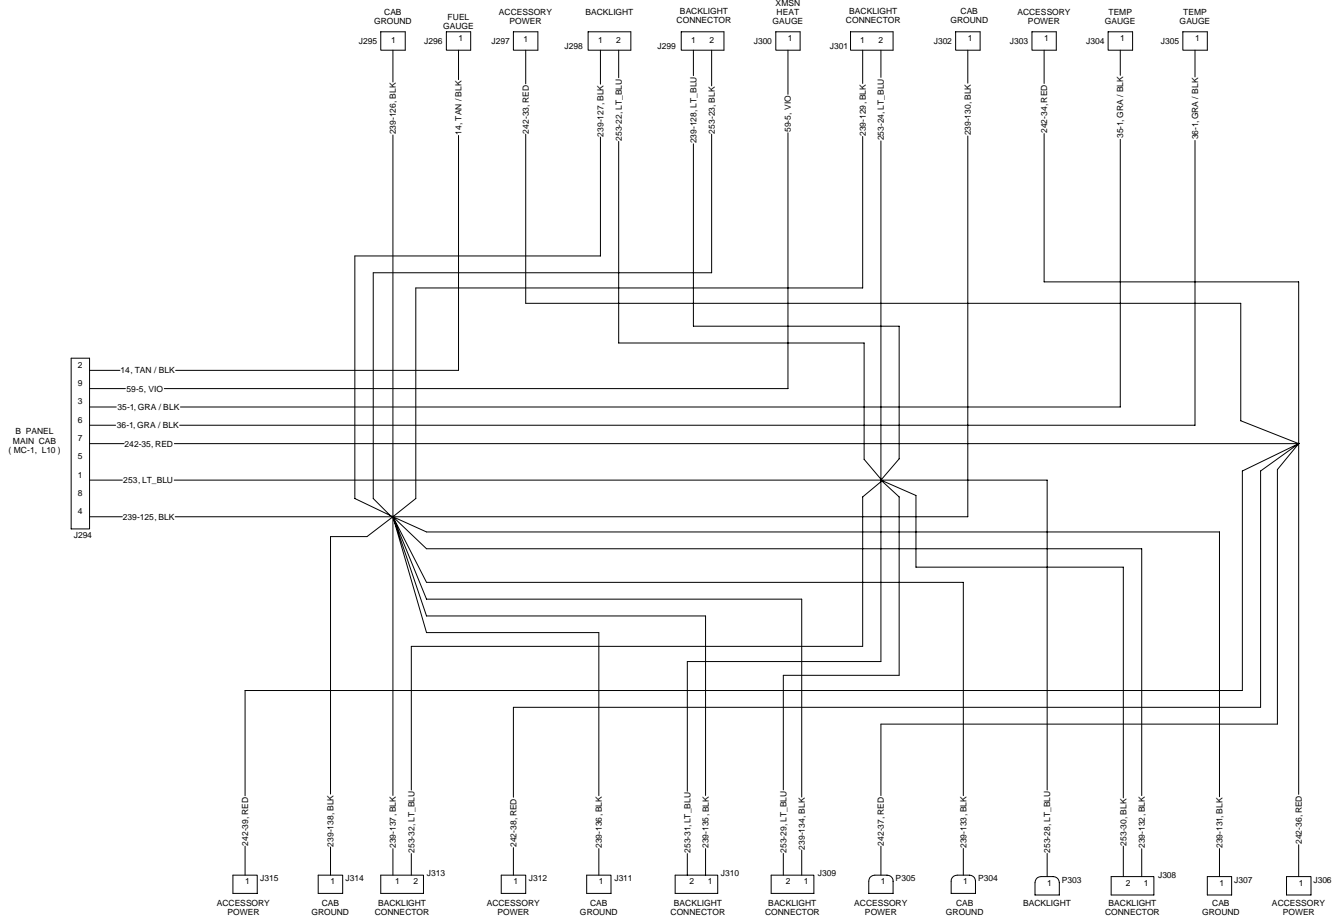 CAB
GROUND
J295 1
FUEL
GAUGE
J296 1
ACCESSORY
POWER
J297 1
BACKLIGHT
J298 1 2
BACKLIGHT
CONNECTOR
J299 1 2
XMSN
HEAT
GAUGE
J300 1
BACKLIGHT
CONNECTOR
J301 1 2
CAB
GROUND
J302 1
ACCESSORY
POWER
J303 1
TEMP
GAUGE
J304 1
TEMP
GAUGE
J305 1
239-126, BLK
14, TAN / BLK
242-33, RED
239-127, BLK
253-22, LT_BLU
239-128, LT_BLU
253-23, BLK
59-5, VIO
239-129, BLK
253-24, LT_BLU
239-130, BLK
242-34, RED
35-1, GRA / BLK
36-1, GRA / BLK
B PANEL
MAIN CAB
( MC-1, L10 )
2
9
3
6
7
5
1
8
4
J294
14, TAN / BLK
59-5, VIO
35-1, GRA / BLK
36-1, GRA / BLK
242-35, RED
253, LT_BLU
239-125, BLK
242-39, RED
239-138, BLK
239-137, BLK
253-32, LT_BLU
242-38, RED
239-136, BLK
253-31, LT_BLU
239-135, BLK
253-29, LT_BLU
239-134, BLK
242-37, RED
239-133, BLK
253-28, LT_BLU
253-30, BLK
239-132, BLK
239-131, BLK
242-36, RED
1 J315
ACCESSORY
POWER
1 J314
CAB
GROUND
1 2 J313
BACKLIGHT
CONNECTOR
1 J312
ACCESSORY
POWER
1 J311
CAB
GROUND
2 1 J310
BACKLIGHT
CONNECTOR
2 1 J309
BACKLIGHT
CONNECTOR
1 P305
ACCESSORY
POWER
1 P304
CAB
GROUND
1 P303
BACKLIGHT
2 1 J308
BACKLIGHT
CONNECTOR
1 J307
CAB
GROUND
1 J306
ACCESSORY
POWER